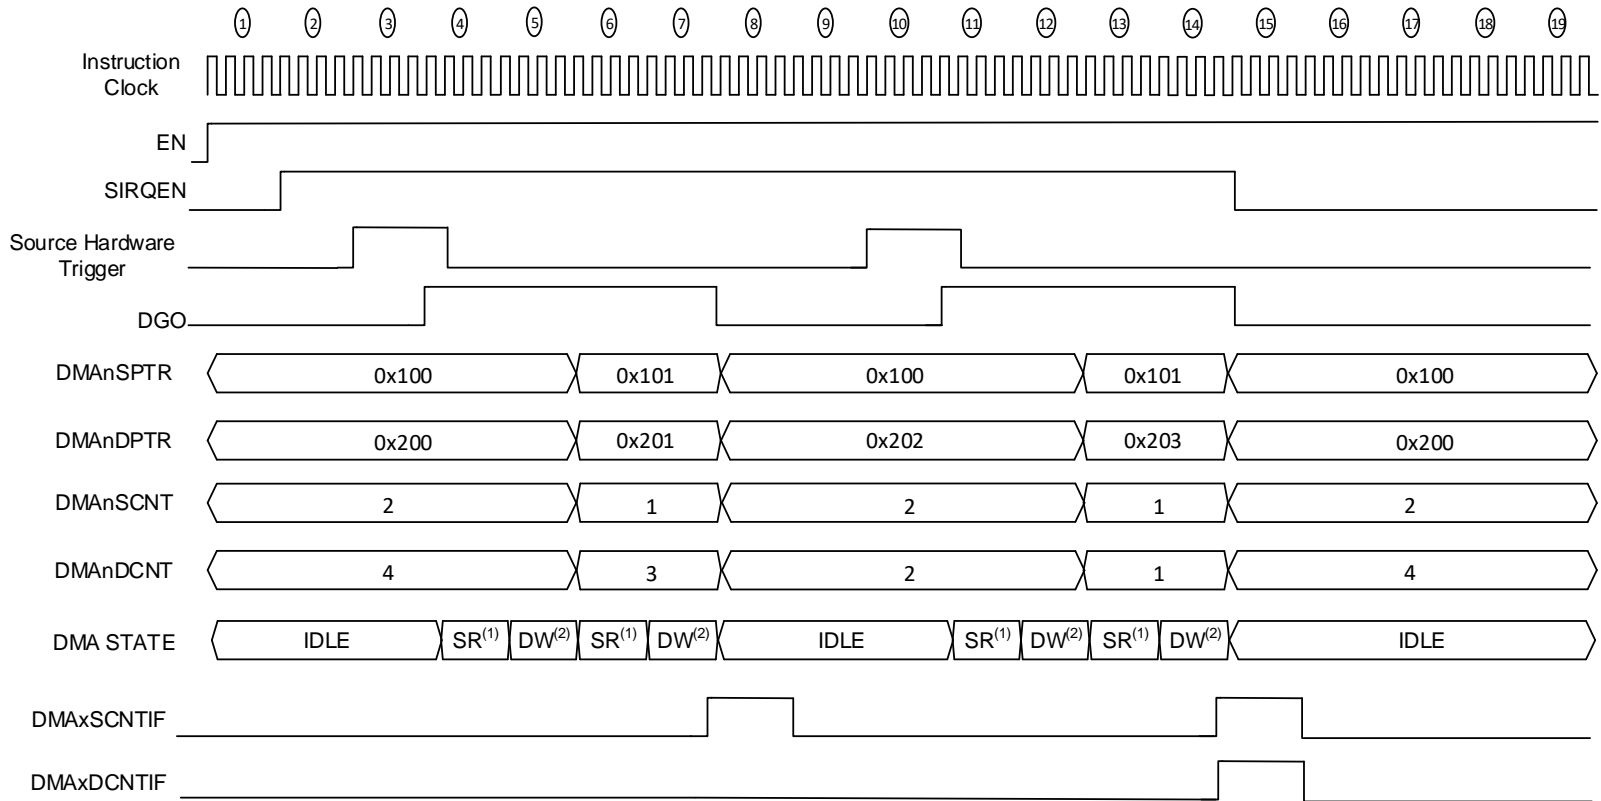 1 2 3 4 5 6 7 8 9 10 11 12 13 14 15 16 17 18 19
Instruction
Clock
EN
SIRQEN
Source Hardware
Trigger
DGO
DMAnSPTR 0x100 0x101 0x100 0x101 0x100
DMAnDPTR 0x200 0x201 0x202 0x203 0x200
DMAnSCNT 2 1 2 1 2
DMAnDCNT 4 3 2 1 4
DMA STATE IDLE SR(1) DW(2) SR(1) DW(2) IDLE SR(1) DW(2) SR(1) DW(2) IDLE
DMAxSCNTIF
DMAxDCNTIF